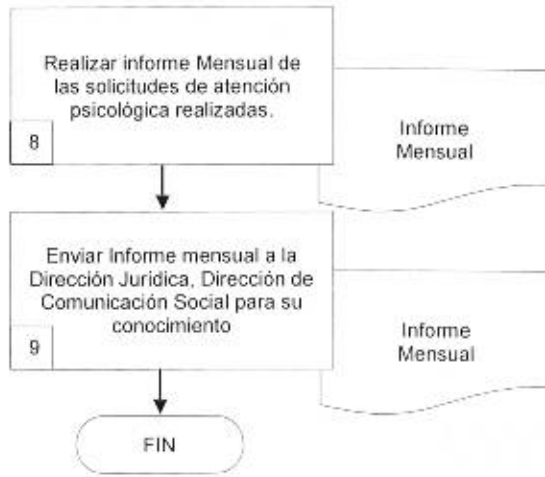 Realizar informe Mensual de
las solicitudes de atención
psicológica realizadas.
8
Informe
Mensual
Enviar Informe mensual a la
Dirección Jurídica, Dirección de
Comunicación Social para su
conocimiento
9
Informe
Mensual
FIN